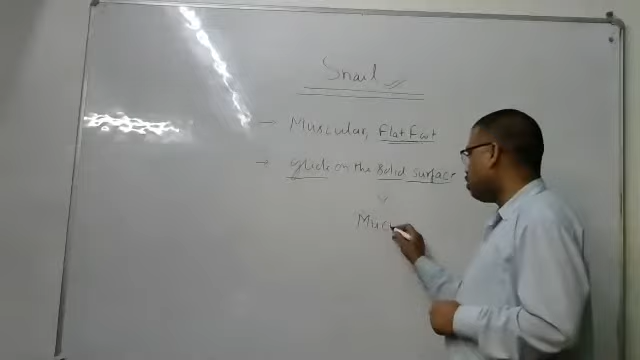 Snail
→ Muscular, Flat Foot
→ glide on the solid surface
Muc